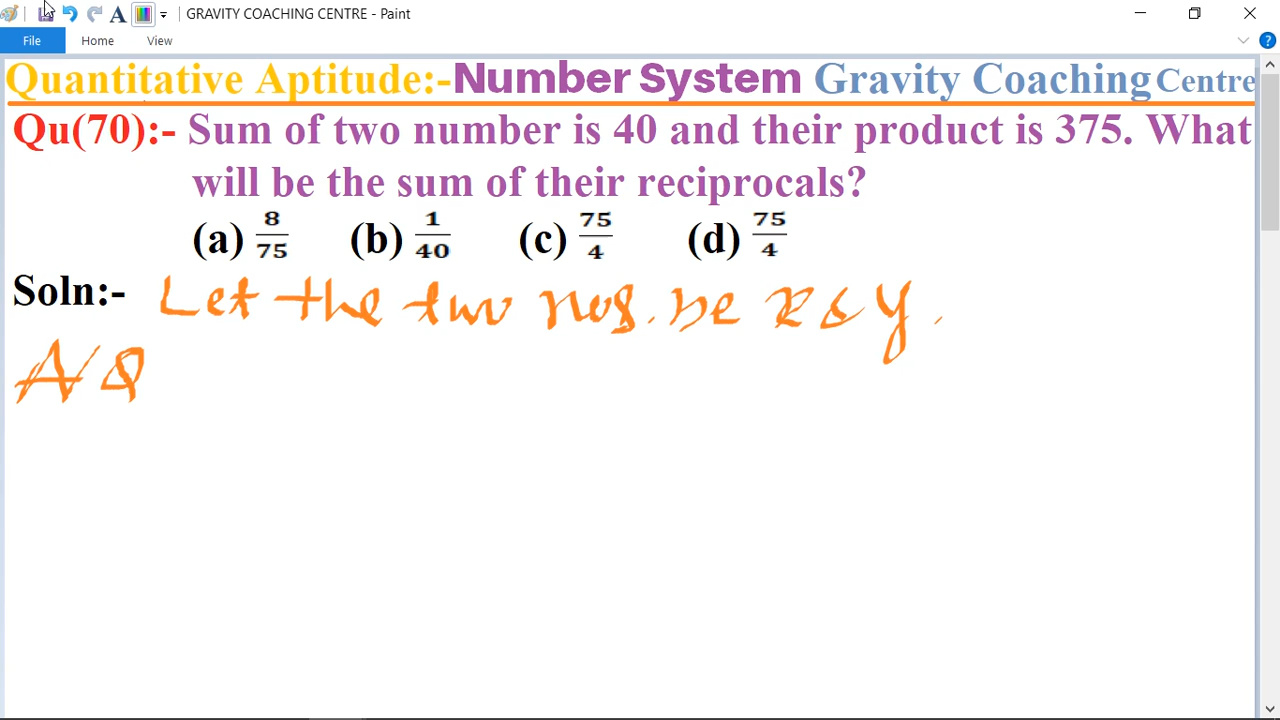 GRAVITY COACHING CENTRE - Paint
File Home View
Quantitative Aptitude:-Number System Gravity Coaching Centre
Qu(70):- Sum of two number is 40 and their product is 375. What
will be the sum of their reciprocals?
(a) 8/75 (b) 1/40 (c) 75/4 (d) 75/4
Soln:- Let the two nos. be x & y.
A/Q